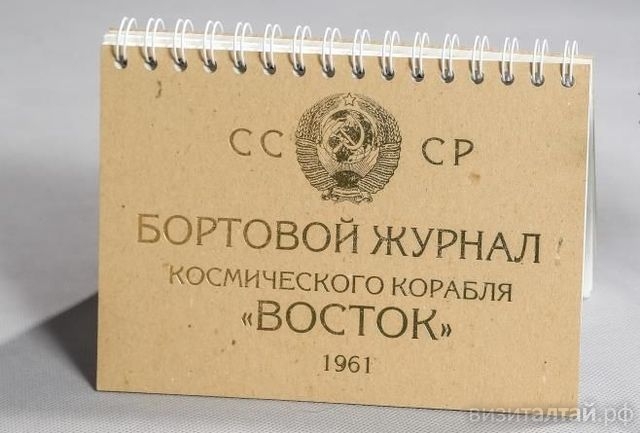 СС СР
БОРТОВОЙ ЖУРНАЛ
КОСМИЧЕСКОГО КОРАБЛЯ
«ВОСТОК»
1961
визиталтай.рф